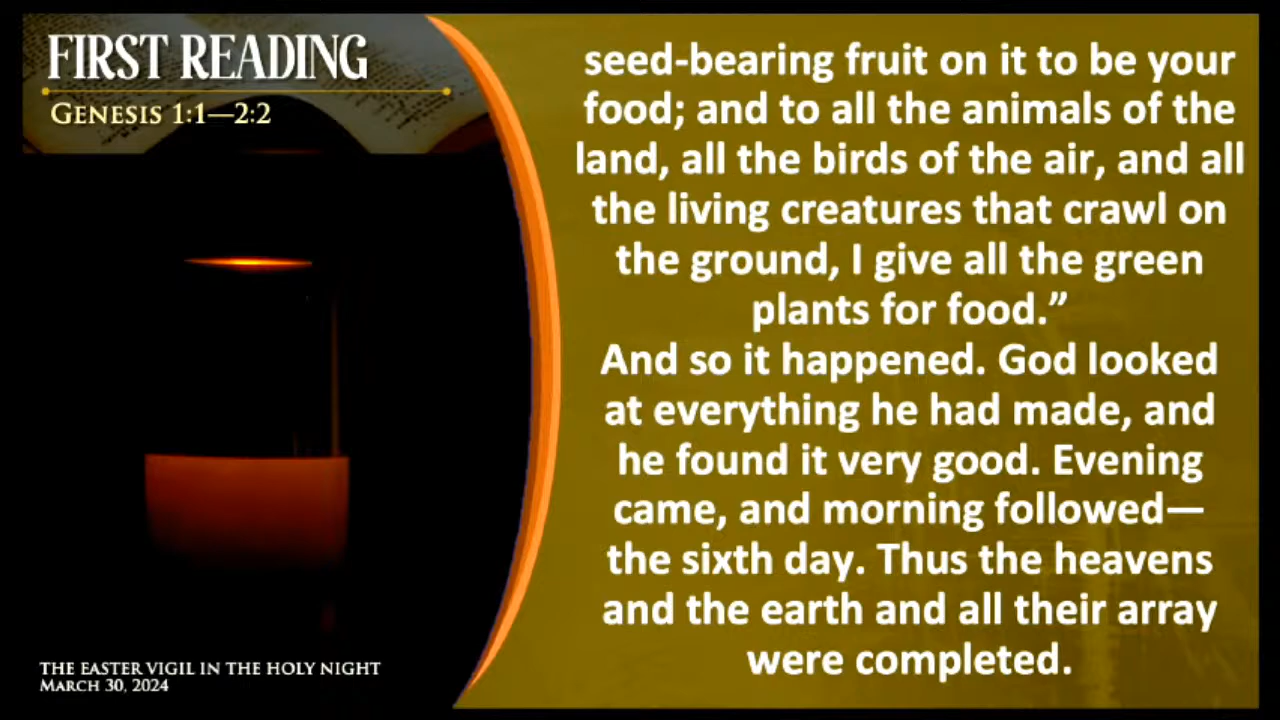 FIRST READING
GENESIS 1:1—2:2
seed-bearing fruit on it to be your
food; and to all the animals of the
land, all the birds of the air, and all
the living creatures that crawl on
the ground, I give all the green
plants for food.”
And so it happened. God looked
at everything he had made, and
he found it very good. Evening
came, and morning followed—
the sixth day. Thus the heavens
and the earth and all their array
were completed.
THE EASTER VIGIL IN THE HOLY NIGHT
MARCH 30, 2024